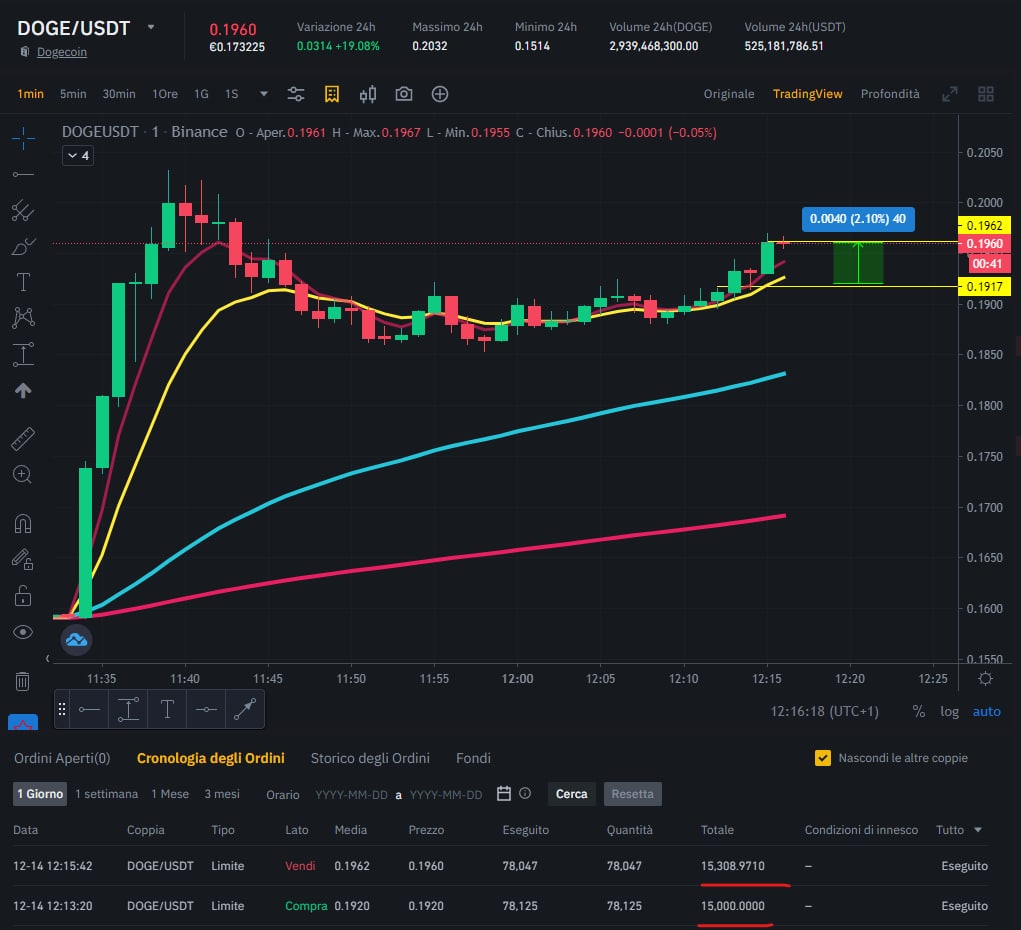 DOGE/USDT
Dogecoin
0.1960
€0.173225
Variazione 24h
0.0314 +19.08%
Massimo 24h
0.2032
Minimo 24h
0.1514
Volume 24h(DOGE)
2,939,468,300.00
Volume 24h(USDT)
525,181,786.51
1min 5min 30min 1Ore 1G 1S
Originale TradingView Profondità
DOGEUSDT · 1 · Binance O - Aper.0.1961 H - Max.0.1967 L - Min.0.1955 C - Chius.0.1960 −0.0001 (−0.05%)
4
0.0040 (2.10%) 40
0.2050
0.2000
0.1962
0.1960
00:41
0.1917
0.1900
0.1850
0.1800
0.1750
0.1700
0.1650
0.1600
0.1550
11:35 11:40 11:45 11:50 11:55 12:00 12:05 12:10 12:15 12:20 12:25
12:16:18 (UTC+1) % log auto
Ordini Aperti(0) Cronologia degli Ordini Storico degli Ordini Fondi
Nascondi le altre coppie
1 Giorno 1 settimana 1 Mese 3 mesi Orario YYYY-MM-DD a YYYY-MM-DD Cerca Resetta
Data Coppia Tipo Lato Media Prezzo Eseguito Quantità Totale Condizioni di innesco Tutto
12-14 12:15:42 DOGE/USDT Limite Vendi 0.1962 0.1960 78,047 78,047 15,308.9710 – Eseguito
12-14 12:13:20 DOGE/USDT Limite Compra 0.1920 0.1920 78,125 78,125 15,000.0000 – Eseguito